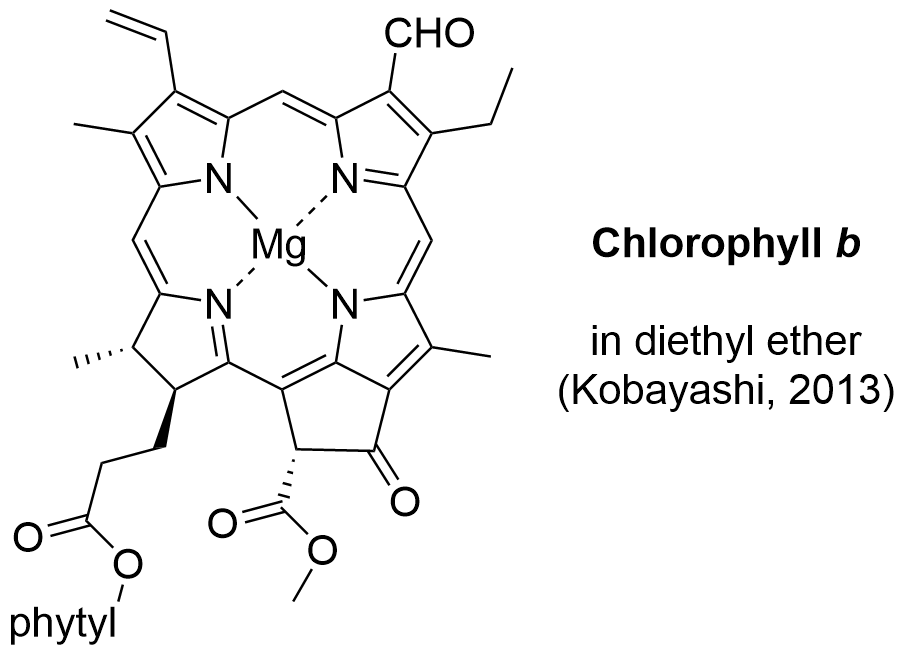 CHO
N
N
Mg
N
N
Chlorophyll b
in diethyl ether
(Kobayashi, 2013)
O
O
O
O
O
phytyl